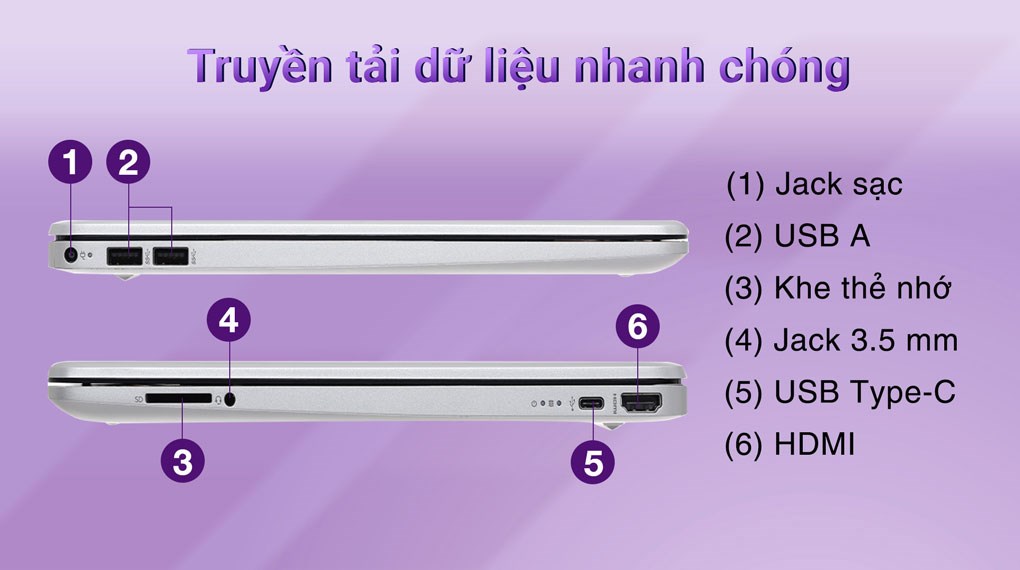 Truyền tải dữ liệu nhanh chóng
1
2
(1) Jack sạc
(2) USB A
(3) Khe thẻ nhớ
4
6
(4) Jack 3.5 mm
(5) USB Type-C
SD
3
5
(6) HDMI